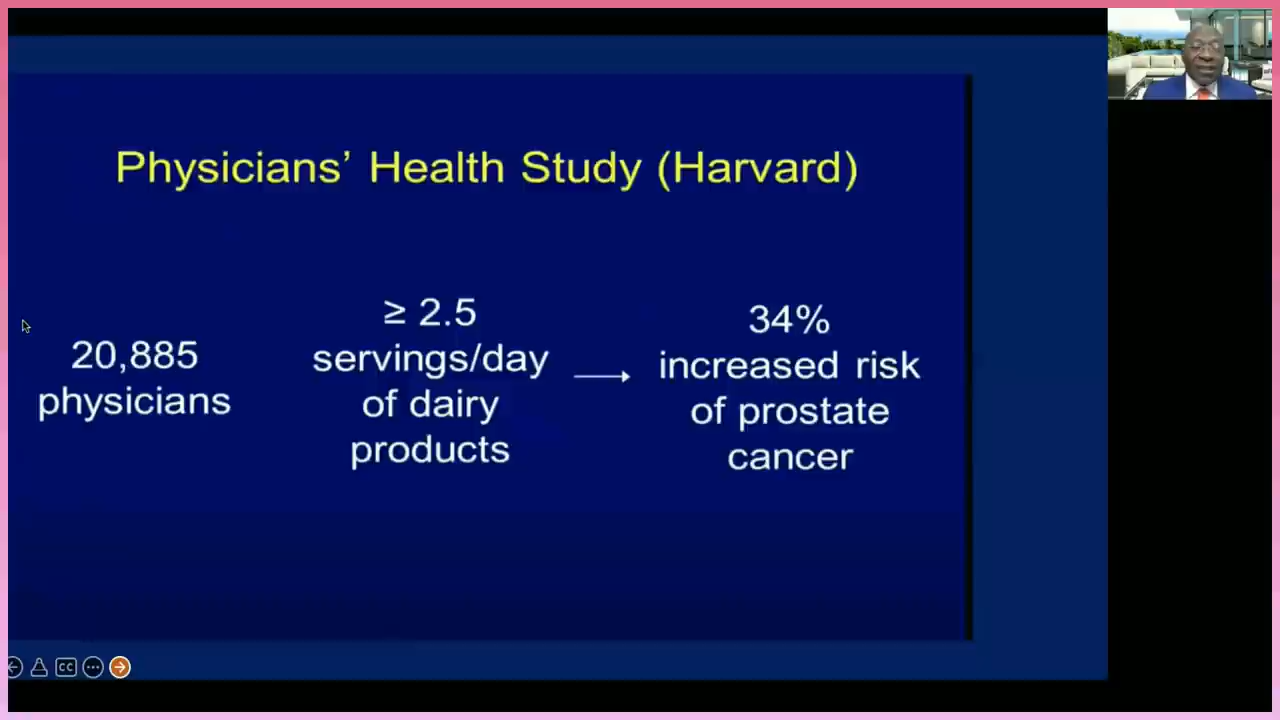 Physicians’ Health Study (Harvard)
20,885
physicians
≥ 2.5
servings/day
of dairy
products
34%
increased risk
of prostate
cancer
CC